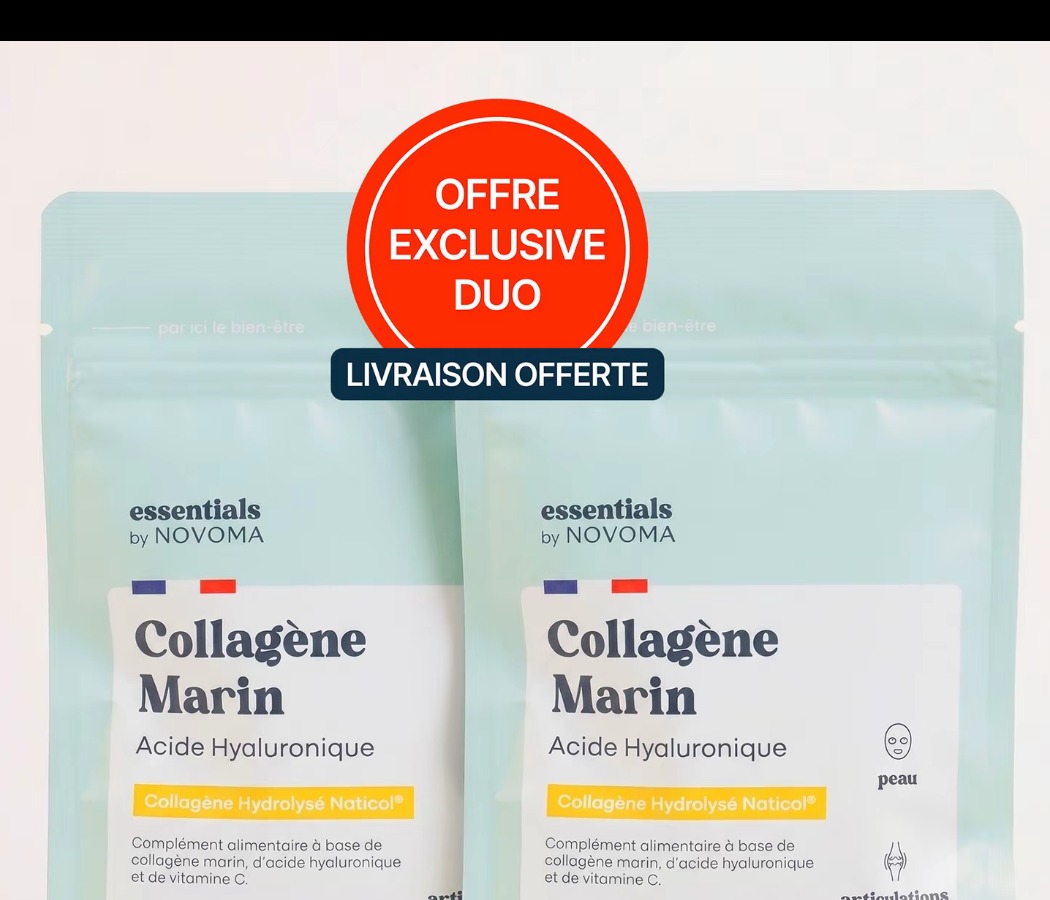 OFFRE
EXCLUSIVE
DUO
LIVRAISON OFFERTE
par ici le bien-être
bien-être
essentials
by NOVOMA
Collagène
Marin
Acide Hyaluronique
Collagène Hydrolysé Naticol®
Complément alimentaire à base de
collagène marin, d'acide hyaluronique
et de vitamine C.
essentials
by NOVOMA
Collagène
Marin
Acide Hyaluronique
Collagène Hydrolysé Naticol®
Complément alimentaire à base de
collagène marin, d'acide hyaluronique
et de vitamine C.
peau
articulations